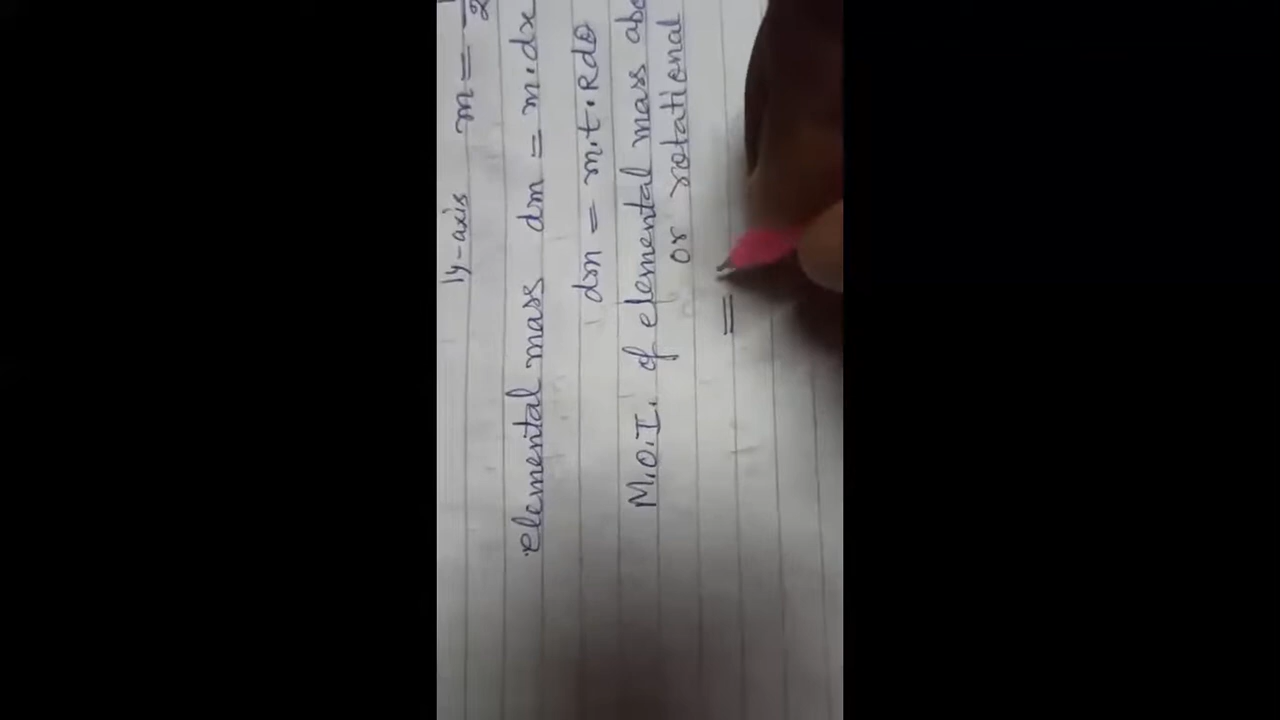 y-axis m =
elemental mass dm = m.dx
dm = m.t.Rdθ
M.O.I. of elemental mass
or rotational
=